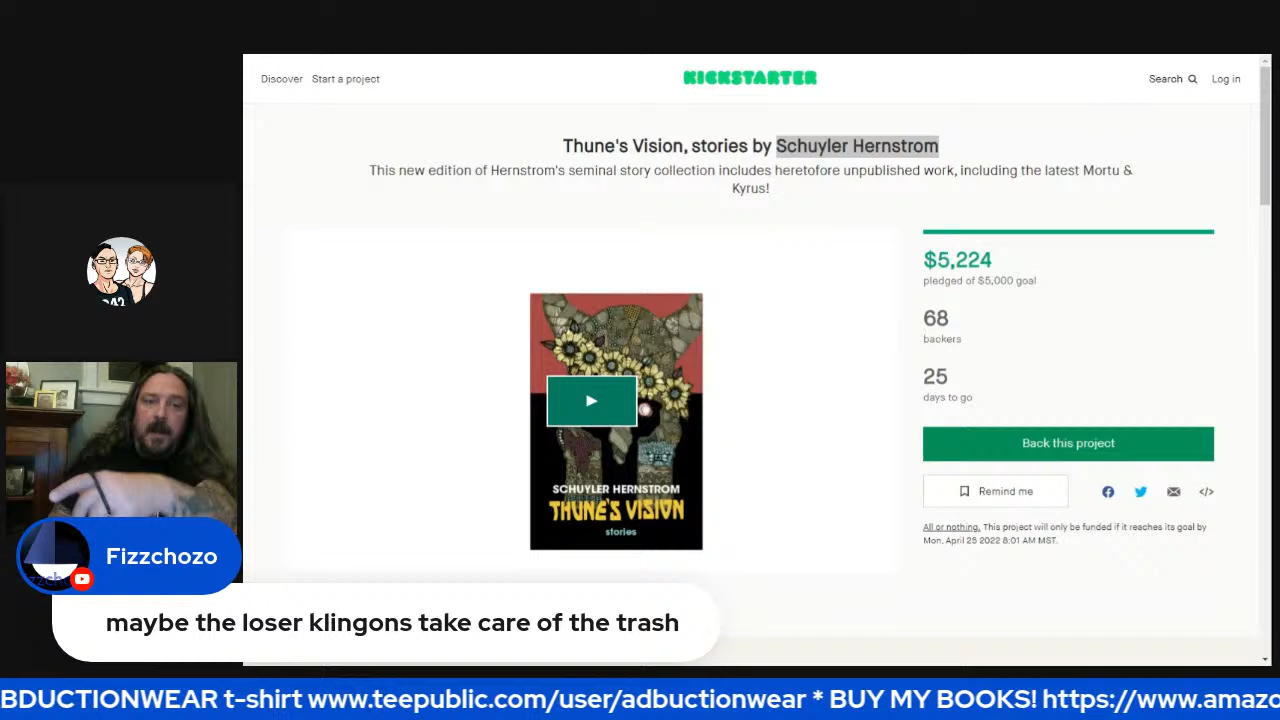 Discover Start a project
KICKSTARTER
Search Log in
Thune's Vision, stories by Schuyler Hernstrom
This new edition of Hernstrom's seminal story collection includes heretofore unpublished work, including the latest Mortu &
Kyrus!
$5,224
pledged of $5,000 goal
68
backers
25
days to go
Back this project
Remind me
All or nothing. This project will only be funded if it reaches its goal by
Mon, April 25 2022 8:01 AM MST.
SCHUYLER HERNSTROM
THUNE'S VISION
stories
Fizzchozo
maybe the loser klingons take care of the trash
BDUCTIONWEAR t-shirt www.teepublic.com/user/adbuctionwear * BUY MY BOOKS! https://www.amazo